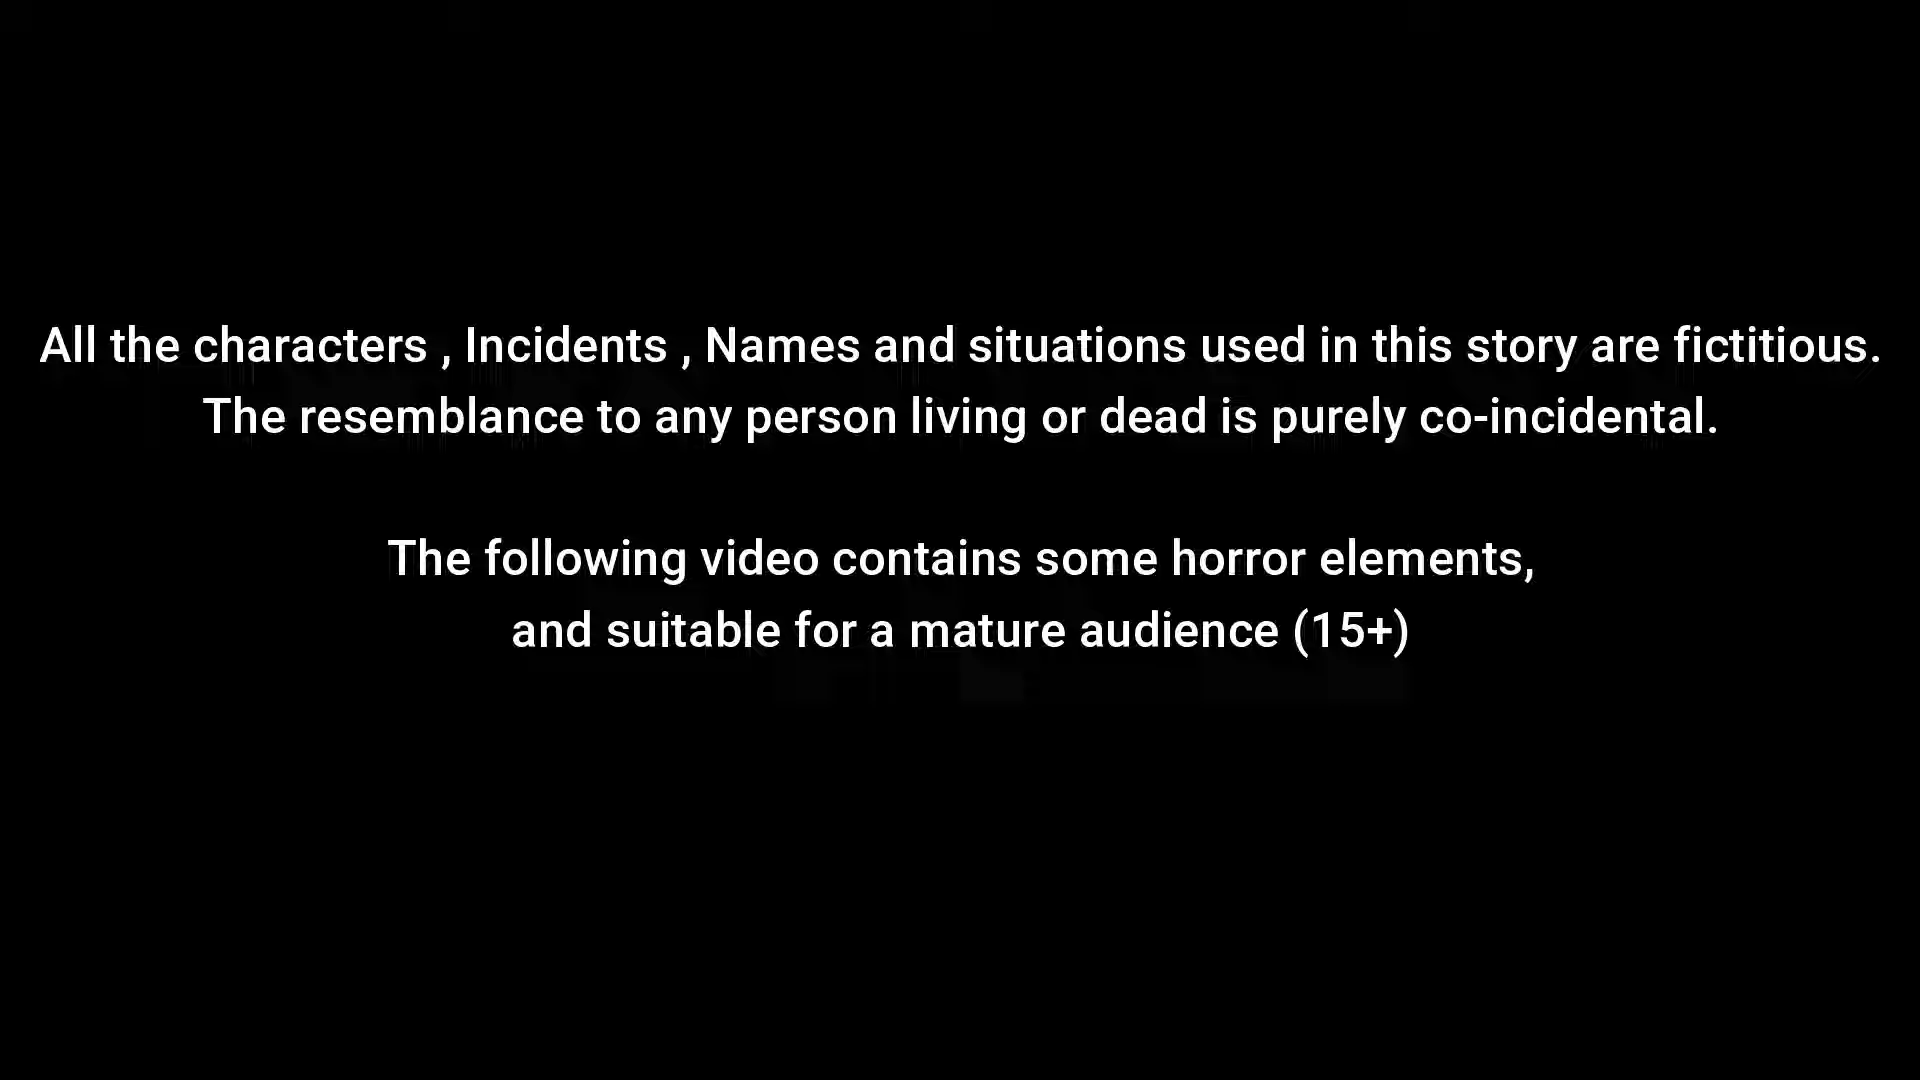 All the characters , Incidents , Names and situations used in this story are fictitious.
The resemblance to any person living or dead is purely co-incidental.
The following video contains some horror elements,
and suitable for a mature audience (15+)